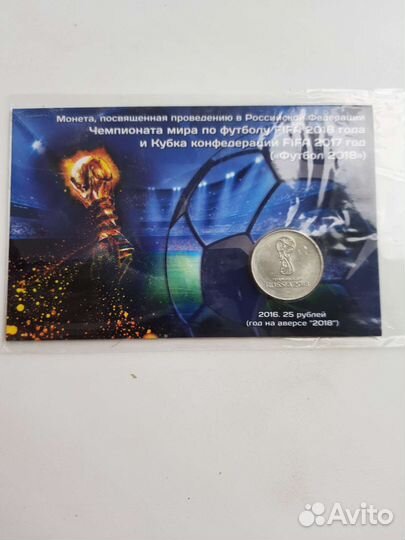 Монета, посвященная проведению в Российской Федерации
Чемпионата мира по футболу FIFA 2018 года
и Кубка конфедераций FIFA 2017 год
(«Футбол 2018»)
RUSSIA 2018
2016. 25 рублей
(год на аверсе "2018")
Avito